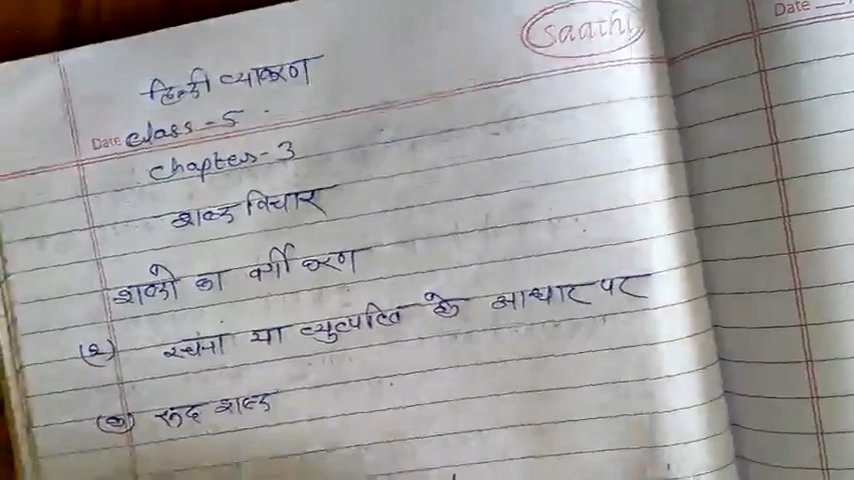 Saathi
Date
हिन्दी व्याकरण
Date class - 5
chapter - 3
शब्द विचार
शब्दों का वर्गीकरण
(2) रचना या व्युत्पत्ति के आधार पर
(क) रूढ़ शब्द